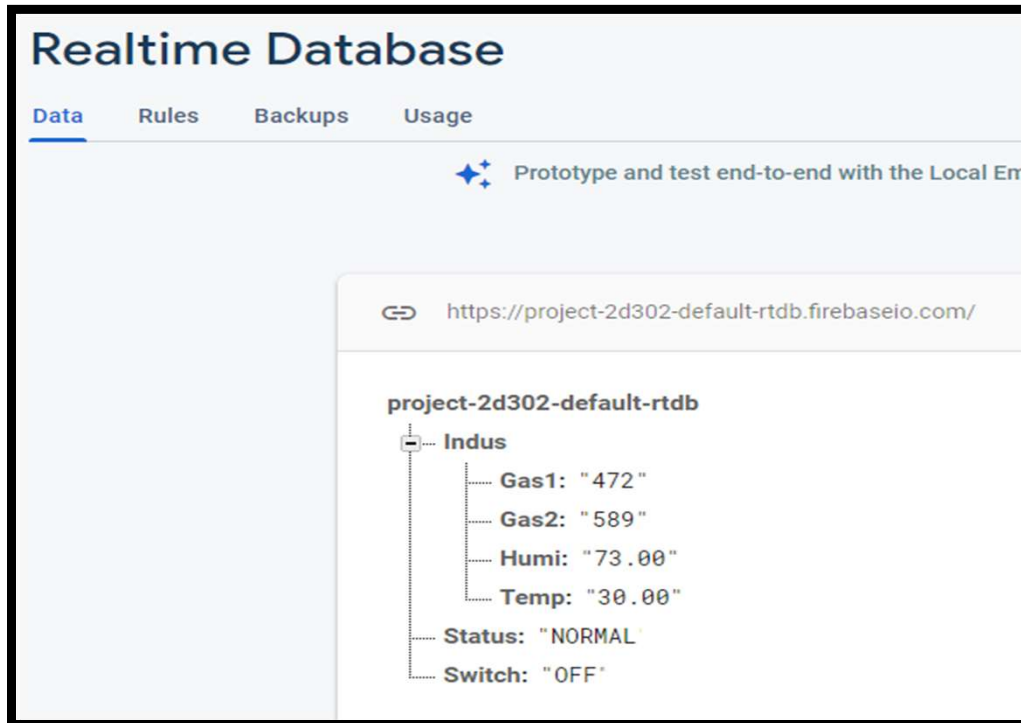 Realtime Database
Data Rules Backups Usage
Prototype and test end-to-end with the Local Em
https://project-2d302-default-rtdb.firebaseio.com/
project-2d302-default-rtdb
Indus
Gas1: "472"
Gas2: "589"
Humi: "73.00"
Temp: "30.00"
Status: "NORMAL'
Switch: "OFF"